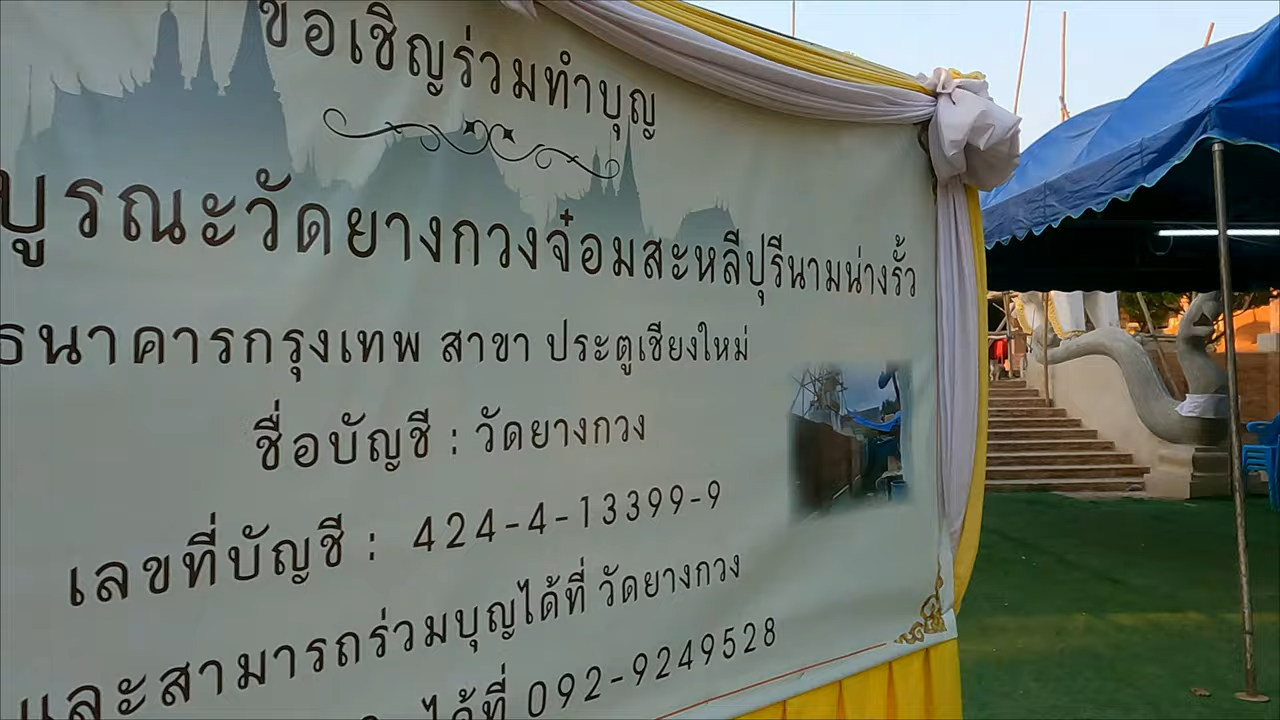 ขอเชิญร่วมทำบุญ
บูรณะวัดยางกวงจ๋อมสะหลีปุรีนามน่างรั้ว
ธนาคารกรุงเทพ สาขา ประตูเชียงใหม่
ชื่อบัญชี : วัดยางกวง
เลขที่บัญชี : 424-4-13399-9
และสามารถร่วมบุญได้ที่ วัดยางกวง
ได้ที่ 092-9249528